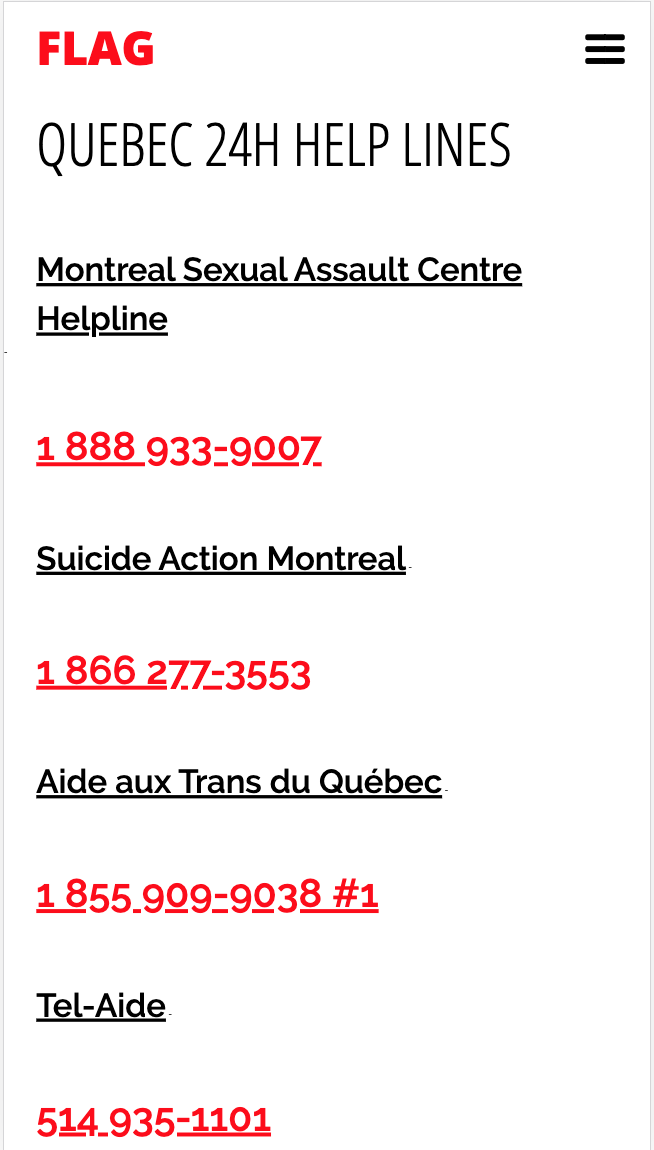 FLAG
QUEBEC 24H HELP LINES
Montreal Sexual Assault Centre
Helpline
1 888 933-9007
Suicide Action Montreal
1 866 277-3553
Aide aux Trans du Québec
1 855 909-9038 #1
Tel-Aide
514 935-1101